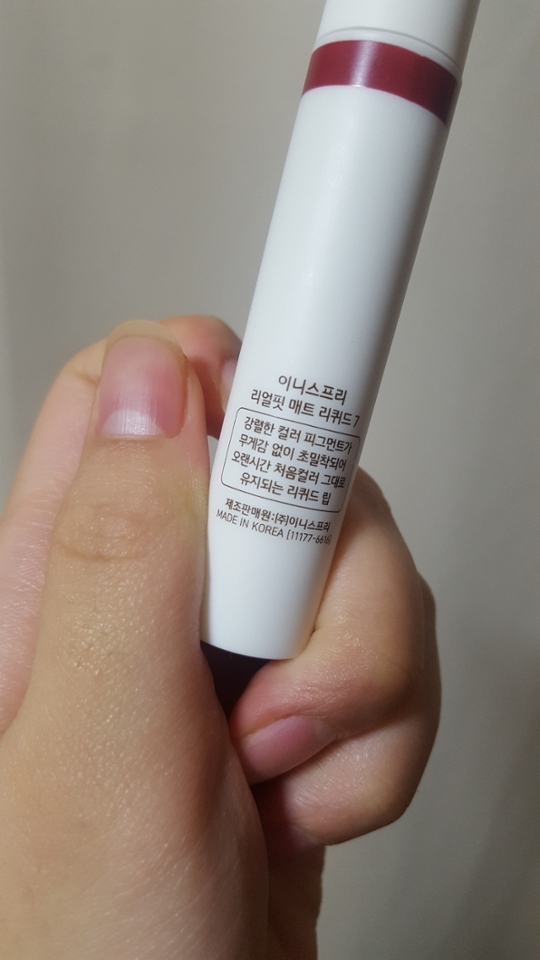 이니스프리
리얼핏 매트 리퀴드 7
강렬한 컬러 피그먼트가
무게감 없이 초밀착되어
오랜시간 처음컬러 그대로
유지되는 리퀴드 립
제조판매원:(주)이니스프리
MADE IN KOREA